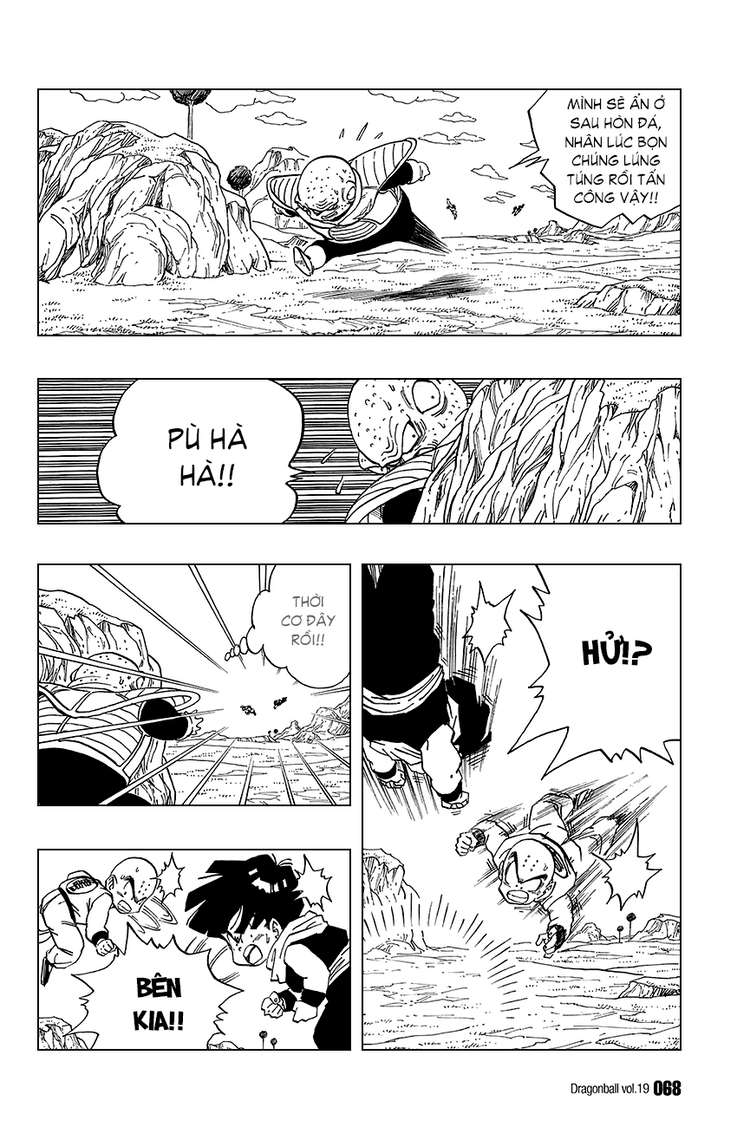 MÌNH SẼ ẨN Ở
SAU HÒN ĐÁ,
NHÂN LÚC BỌN
CHÚNG LÚNG
TÚNG RỒI TẤN
CÔNG VẬY!!
PÙ HÀ
HÀ!!
THỜI
CƠ ĐÂY
RỒI!!
HỬ!?
BÊN
KIA!!
Dragonball vol.19 068